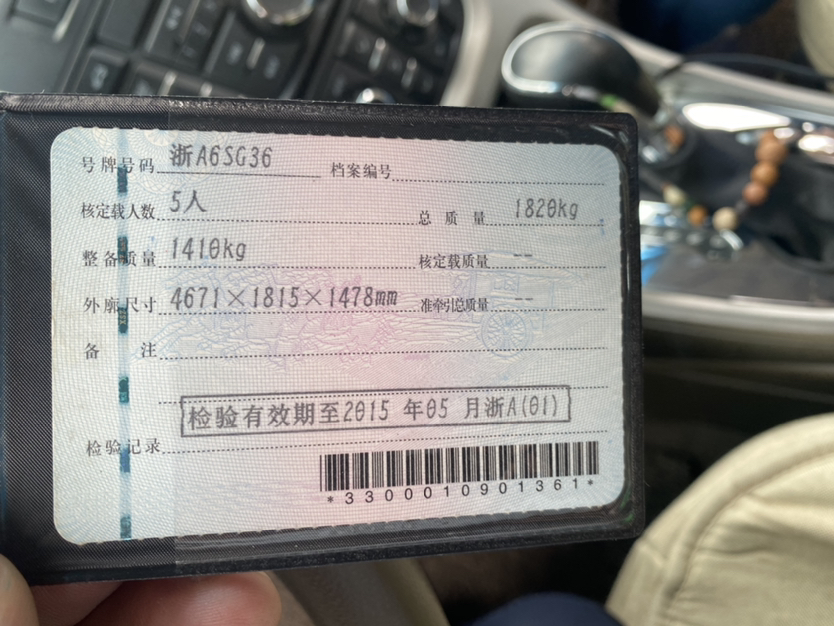 号牌号码 浙A6SG36 档案编号
核定载人数 5人 总质量 1820kg
整备质量 1410kg 核定载质量 --
外廓尺寸 4671×1815×1478mm 准牵引总质量 --
备注
检验有效期至2015 年05 月浙A(01)
检验记录
*3300010901361*